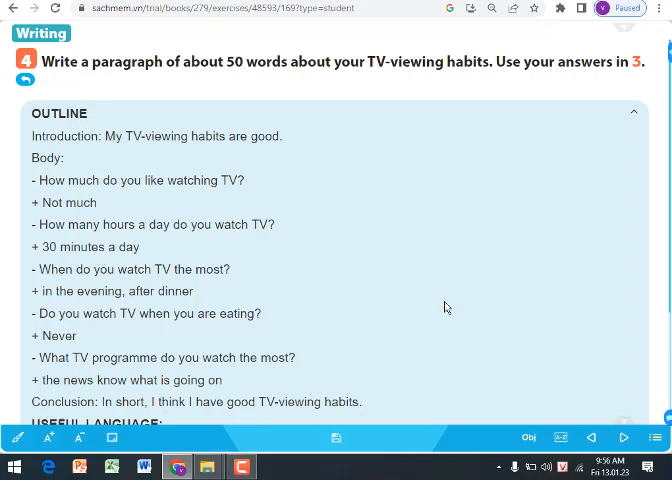 sachmem.vn/trial/books/279/exercises/48593/169?type=student
V
Paused
Writing
4 Write a paragraph of about 50 words about your TV-viewing habits. Use your answers in 3.
OUTLINE
Introduction: My TV-viewing habits are good.
Body:
- How much do you like watching TV?
+ Not much
- How many hours a day do you watch TV?
+ 30 minutes a day
- When do you watch TV the most?
+ in the evening, after dinner
- Do you watch TV when you are eating?
+ Never
- What TV programme do you watch the most?
+ the news know what is going on
Conclusion: In short, I think I have good TV-viewing habits.
USEFUL LANGUAGE:
A+ A- Obj A-Z
9:56 AM
Fri 13.01.23